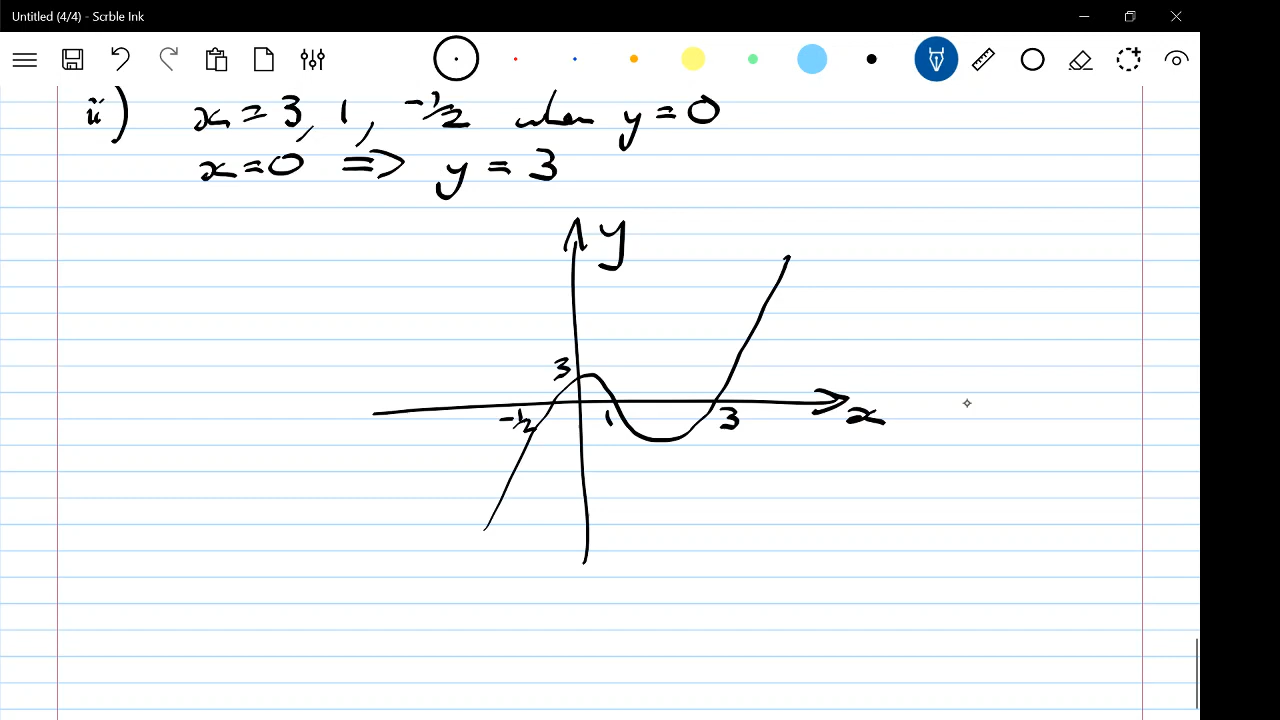 Untitled (4/4) - Scrble Ink
ii) x = 3, 1, -1/2 when y = 0
x = 0 => y = 3
y
3
-1/2 1 3 x